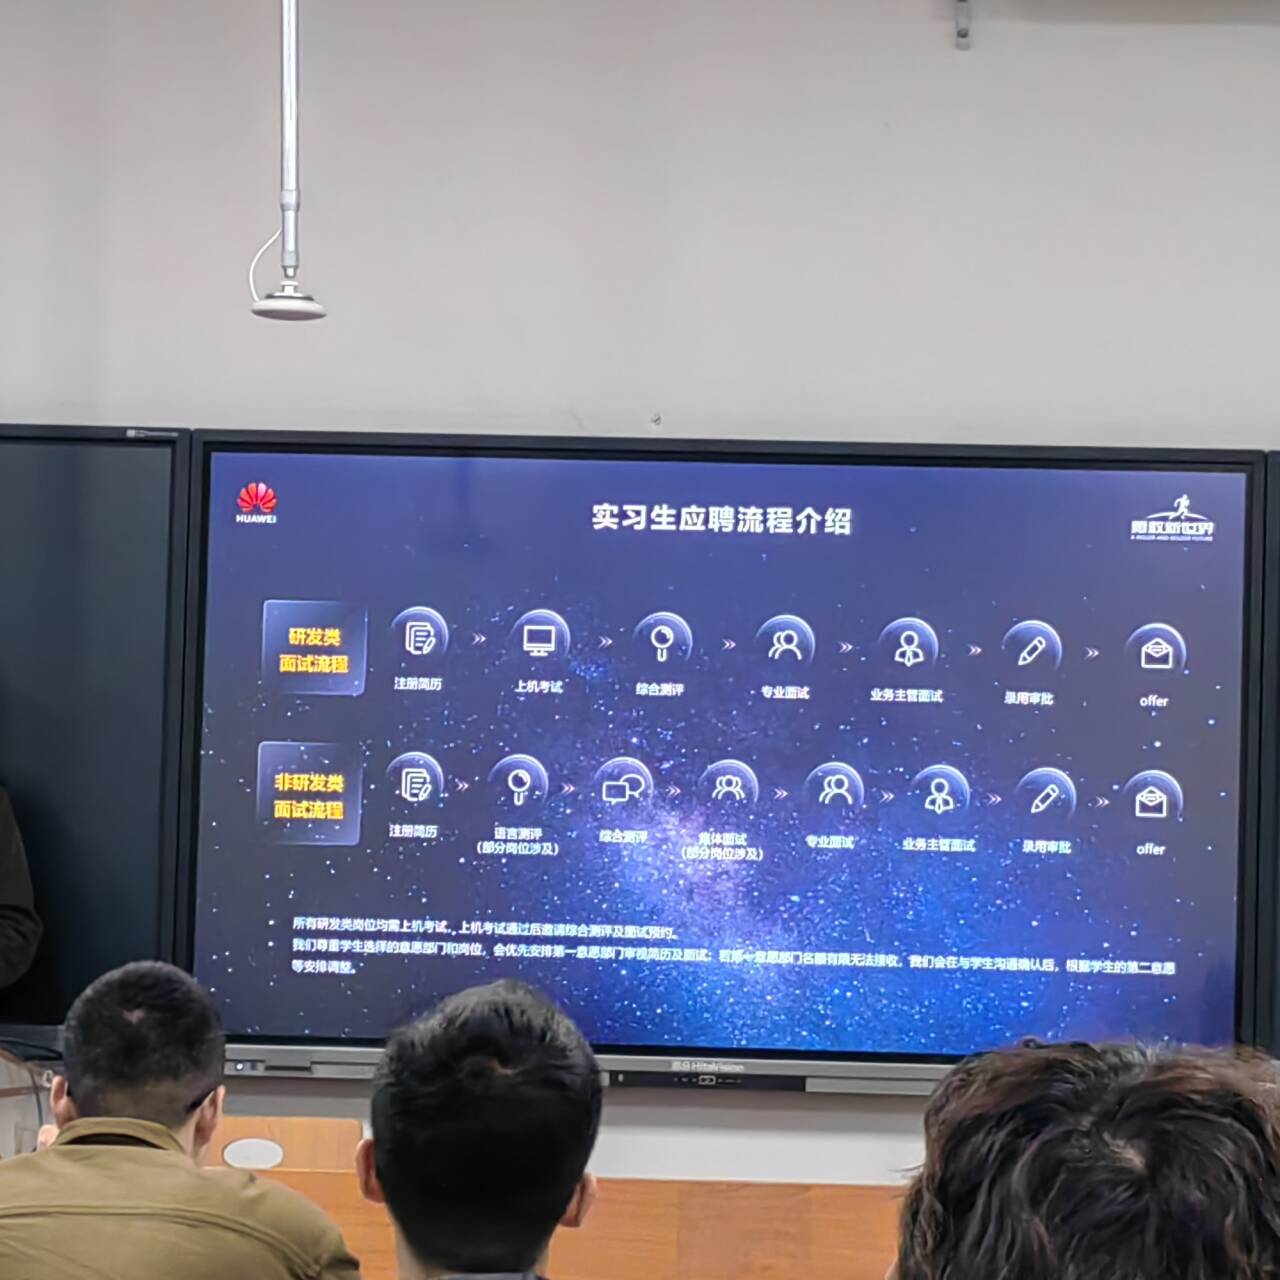 HUAWEI
实习生应聘流程介绍
勇敢新世界
A BIGGER AND BOLDER FUTURE
研发类
面试流程
注册简历
上机考试
综合测评
专业面试
业务主管面试
录用审批
offer
非研发类
面试流程
注册简历
语言测评
(部分岗位涉及)
综合测评
集体面试
(部分岗位涉及)
专业面试
业务主管面试
录用审批
offer
所有研发类岗位均需上机考试，上机考试通过后邀请综合测评及面试预约。
我们尊重学生选择的意愿部门和岗位，会优先安排第一意愿部门审视简历及面试；若第一意愿部门名额有限无法接收，我们会在与学生沟通确认后，根据学生的第二意愿
等安排调整。
HiteVision